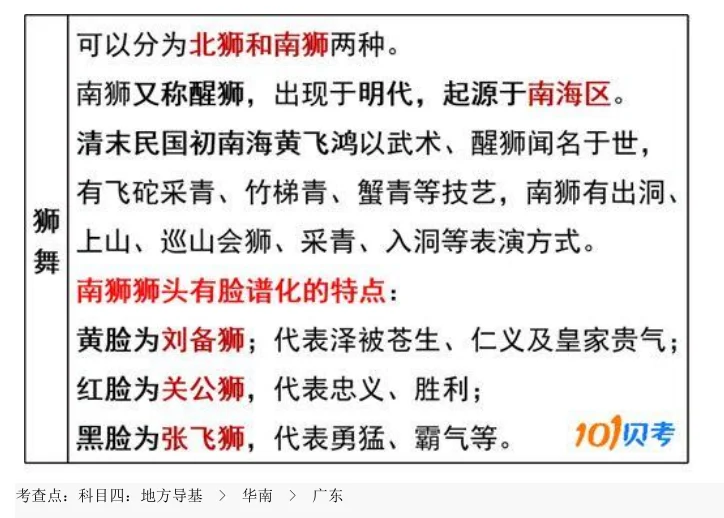 可以分为北狮和南狮两种。
南狮又称醒狮，出现于明代，起源于南海区。
清末民国初南海黄飞鸿以武术、醒狮闻名于世，
有飞砣采青、竹梯青、蟹青等技艺，南狮有出洞、
狮舞
上山、巡山会狮、采青、入洞等表演方式。
南狮狮头有脸谱化的特点：
黄脸为刘备狮；代表泽被苍生、仁义及皇家贵气；
红脸为关公狮，代表忠义、胜利；
黑脸为张飞狮，代表勇猛、霸气等。
101贝考
考查点：科目四：地方导基 > 华南 > 广东